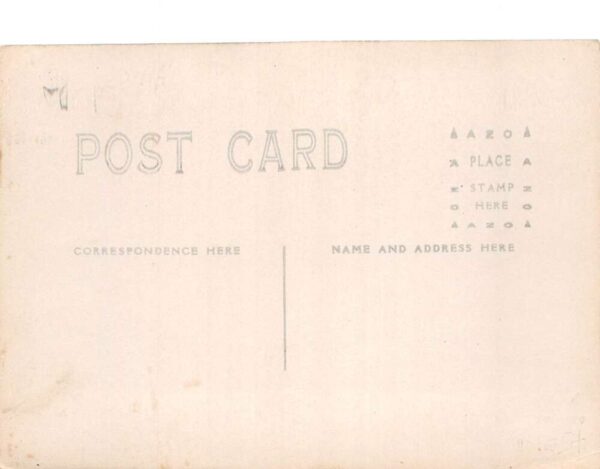 POST CARD
AZO
PLACE
STAMP
HERE
AZO
CORRESPONDENCE HERE
NAME AND ADDRESS HERE